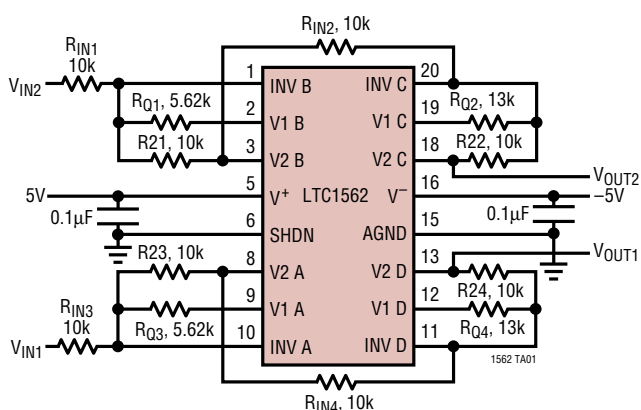 RIN2, 10k
RIN1
10k
VIN2
1
INV B
INV C
20
RQ1, 5.62k
2
V1 B
V1 C
19
RQ2, 13k
R21, 10k
3
V2 B
V2 C
18
R22, 10k
VOUT2
5V
5
V+
LTC1562
V–
16
–5V
0.1µF
6
SHDN
AGND
15
0.1µF
VOUT1
R23, 10k
8
V2 A
V2 D
13
R24, 10k
RIN3
10k
9
V1 A
V1 D
12
RQ3, 5.62k
RQ4, 13k
VIN1
10
INV A
INV D
11
1562 TA01
RIN4, 10k